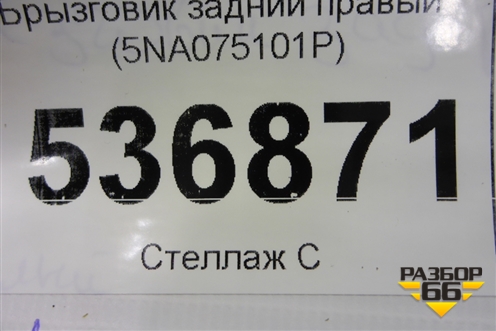 Брызговик задний правый
(5NA075101P)
536871
Стеллаж С
РАЗБОР
66